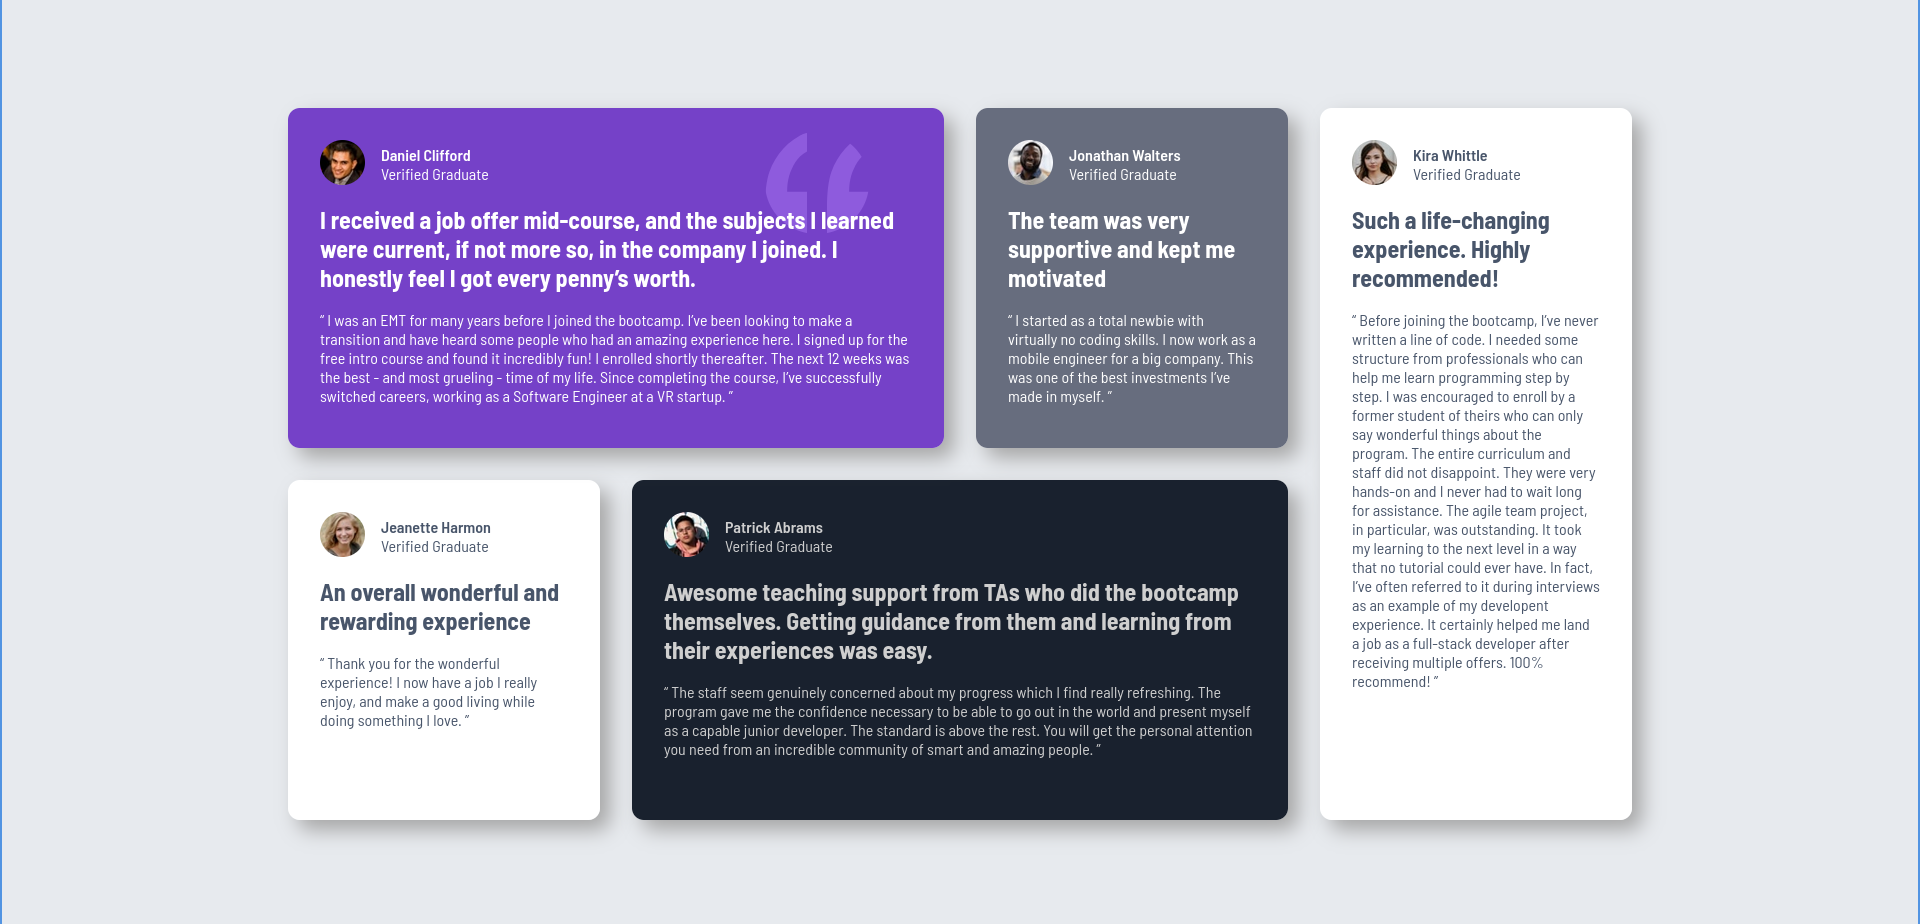 Daniel Clifford
Verified Graduate
I received a job offer mid-course, and the subjects I learned
were current, if not more so, in the company I joined. I
honestly feel I got every penny’s worth.
“ I was an EMT for many years before I joined the bootcamp. I’ve been looking to make a
transition and have heard some people who had an amazing experience here. I signed up for the
free intro course and found it incredibly fun! I enrolled shortly thereafter. The next 12 weeks was
the best - and most grueling - time of my life. Since completing the course, I’ve successfully
switched careers, working as a Software Engineer at a VR startup. ”
Jonathan Walters
Verified Graduate
The team was very
supportive and kept me
motivated
“ I started as a total newbie with
virtually no coding skills. I now work as a
mobile engineer for a big company. This
was one of the best investments I’ve
made in myself. ”
Kira Whittle
Verified Graduate
Such a life-changing
experience. Highly
recommended!
“ Before joining the bootcamp, I’ve never
written a line of code. I needed some
structure from professionals who can
help me learn programming step by
step. I was encouraged to enroll by a
former student of theirs who can only
say wonderful things about the
program. The entire curriculum and
staff did not disappoint. They were very
hands-on and I never had to wait long
for assistance. The agile team project,
in particular, was outstanding. It took
my learning to the next level in a way
that no tutorial could ever have. In fact,
I’ve often referred to it during interviews
as an example of my developent
experience. It certainly helped me land
a job as a full-stack developer after
receiving multiple offers. 100%
recommend! ”
Jeanette Harmon
Verified Graduate
An overall wonderful and
rewarding experience
“ Thank you for the wonderful
experience! I now have a job I really
enjoy, and make a good living while
doing something I love. ”
Patrick Abrams
Verified Graduate
Awesome teaching support from TAs who did the bootcamp
themselves. Getting guidance from them and learning from
their experiences was easy.
“ The staff seem genuinely concerned about my progress which I find really refreshing. The
program gave me the confidence necessary to be able to go out in the world and present myself
as a capable junior developer. The standard is above the rest. You will get the personal attention
you need from an incredible community of smart and amazing people. ”